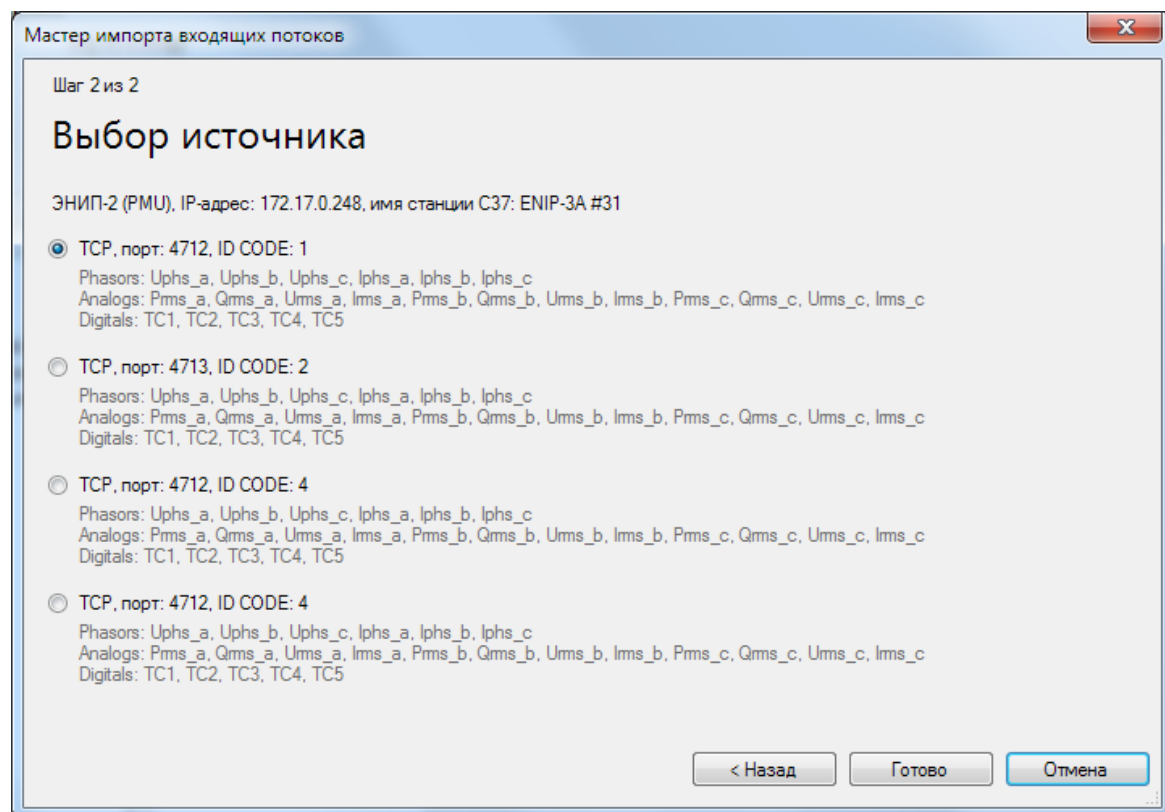 Мастер импорта входящих потоков
Шаг 2 из 2
Выбор источника
ЭНИП-2 (PMU), IP-адрес: 172.17.0.248, имя станции C37: ENIP-3A #31
TCP, порт: 4712, ID CODE: 1
Phasors: Uphs_a, Uphs_b, Uphs_c, Iphs_a, Iphs_b, Iphs_c
Analogs: Prms_a, Qrms_a, Urms_a, Irms_a, Prms_b, Qrms_b, Urms_b, Irms_b, Prms_c, Qrms_c, Urms_c, Irms_c
Digitals: TC1, TC2, TC3, TC4, TC5
TCP, порт: 4713, ID CODE: 2
Phasors: Uphs_a, Uphs_b, Uphs_c, Iphs_a, Iphs_b, Iphs_c
Analogs: Prms_a, Qrms_a, Urms_a, Irms_a, Prms_b, Qrms_b, Urms_b, Irms_b, Prms_c, Qrms_c, Urms_c, Irms_c
Digitals: TC1, TC2, TC3, TC4, TC5
TCP, порт: 4712, ID CODE: 4
Phasors: Uphs_a, Uphs_b, Uphs_c, Iphs_a, Iphs_b, Iphs_c
Analogs: Prms_a, Qrms_a, Urms_a, Irms_a, Prms_b, Qrms_b, Urms_b, Irms_b, Prms_c, Qrms_c, Urms_c, Irms_c
Digitals: TC1, TC2, TC3, TC4, TC5
TCP, порт: 4712, ID CODE: 4
Phasors: Uphs_a, Uphs_b, Uphs_c, Iphs_a, Iphs_b, Iphs_c
Analogs: Prms_a, Qrms_a, Urms_a, Irms_a, Prms_b, Qrms_b, Urms_b, Irms_b, Prms_c, Qrms_c, Urms_c, Irms_c
Digitals: TC1, TC2, TC3, TC4, TC5
< Назад Готово Отмена